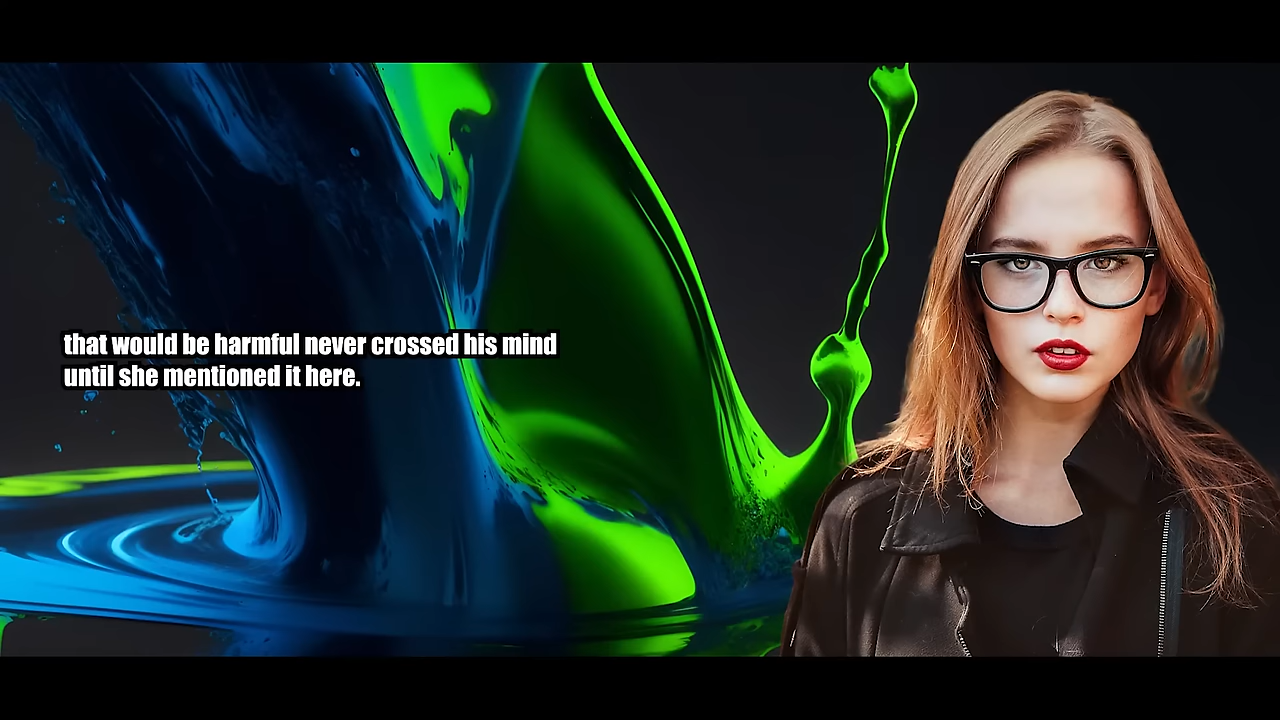 that would be harmful never crossed his mind
until she mentioned it here.